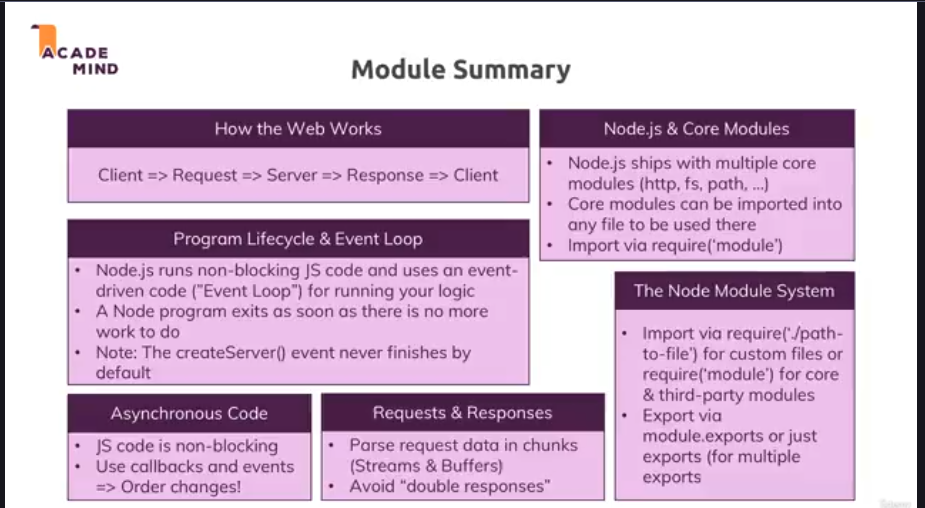 ACADE
MIND
Module Summary
How the Web Works
Client => Request => Server => Response => Client
Program Lifecycle & Event Loop
• Node.js runs non-blocking JS code and uses an event-
driven code ("Event Loop") for running your logic
• A Node program exits as soon as there is no more
work to do
• Note: The createServer() event never finishes by
default
Asynchronous Code
• JS code is non-blocking
• Use callbacks and events
=> Order changes!
Requests & Responses
• Parse request data in chunks
(Streams & Buffers)
• Avoid “double responses”
Node.js & Core Modules
• Node.js ships with multiple core
modules (http, fs, path, …)
• Core modules can be imported into
any file to be used there
• Import via require(‘module’)
The Node Module System
• Import via require(‘./path-
to-file’) for custom files or
require(‘module’) for core
& third-party modules
• Export via
module.exports or just
exports (for multiple
exports